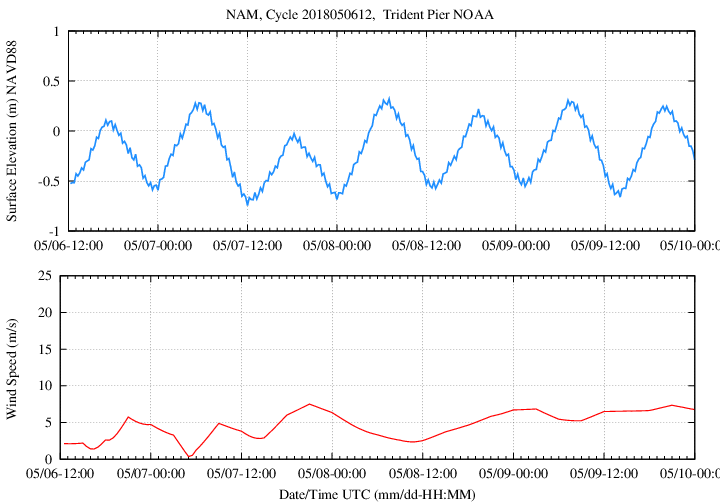 NAM, Cycle 2018050612,  Trident Pier NOAA
Surface Elevation (m) NAVD88
1
0.5
0
-0.5
-1
05/06-12:00 05/07-00:00 05/07-12:00 05/08-00:00 05/08-12:00 05/09-00:00 05/09-12:00 05/10-00:0
Wind Speed (m/s)
25
20
15
10
5
0
05/06-12:00 05/07-00:00 05/07-12:00 05/08-00:00 05/08-12:00 05/09-00:00 05/09-12:00 05/10-00:0
Date/Time UTC (mm/dd-HH:MM)